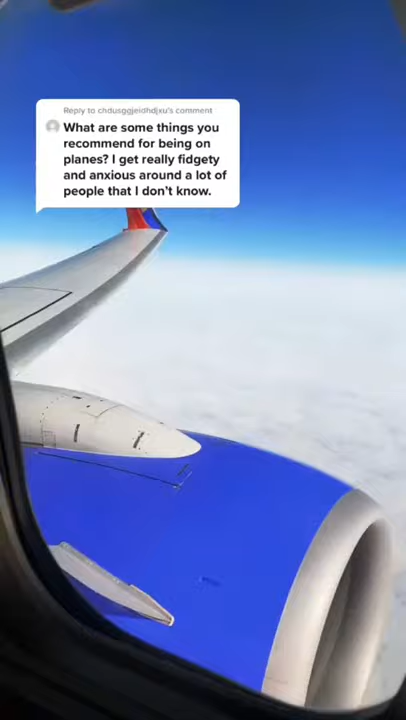 Reply to chdusggjeidhdjxu's comment
What are some things you
recommend for being on
planes? I get really fidgety
and anxious around a lot of
people that I don't know.